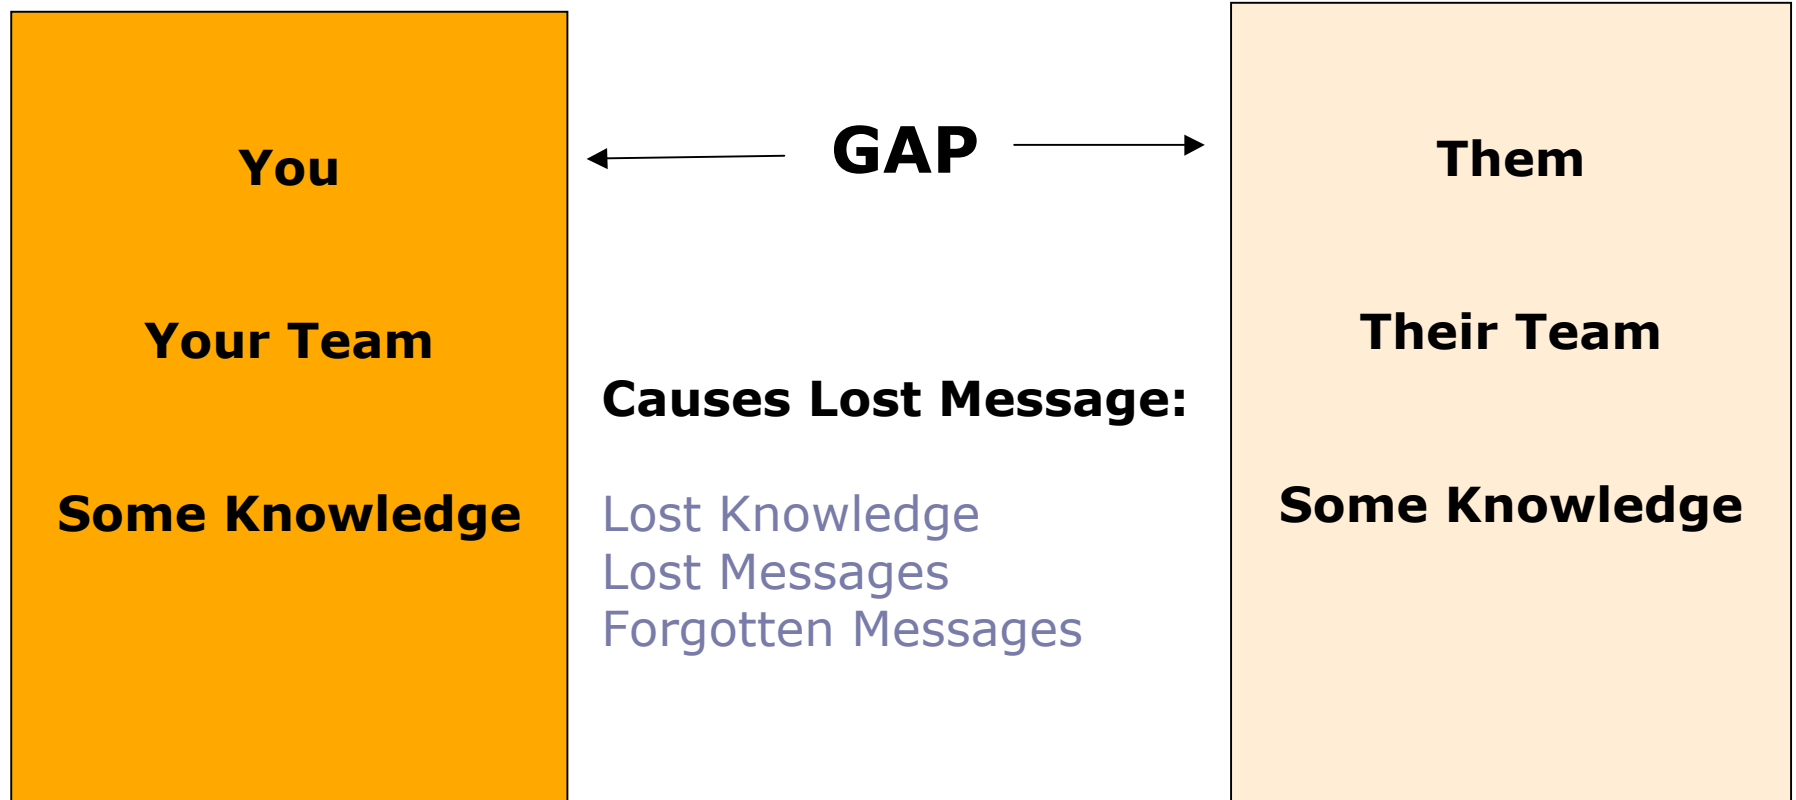 You
Your Team
Some Knowledge
GAP
Causes Lost Message:
Lost Knowledge
Lost Messages
Forgotten Messages
Them
Their Team
Some Knowledge